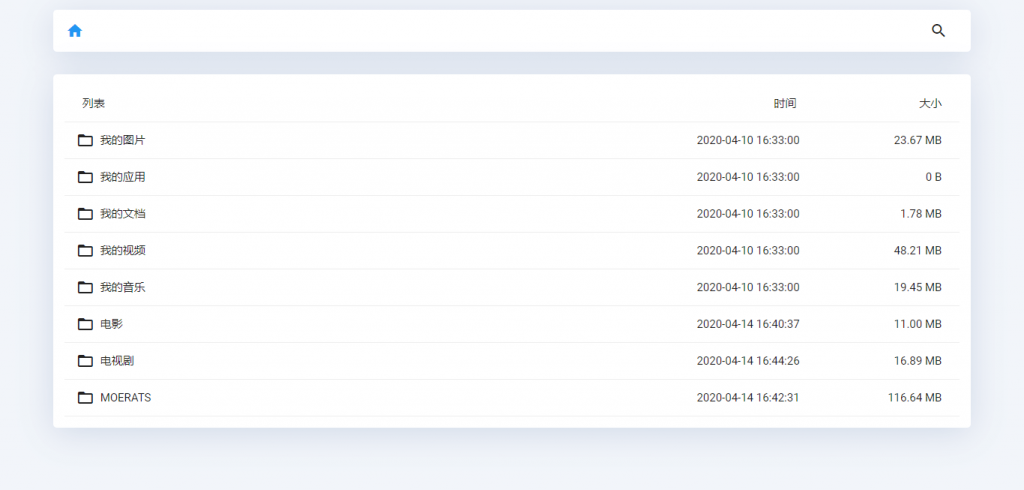 列表 时间 大小
我的图片 2020-04-10 16:33:00 23.67 MB
我的应用 2020-04-10 16:33:00 0 B
我的文档 2020-04-10 16:33:00 1.78 MB
我的视频 2020-04-10 16:33:00 48.21 MB
我的音乐 2020-04-10 16:33:00 19.45 MB
电影 2020-04-14 16:40:37 11.00 MB
电视剧 2020-04-14 16:44:26 16.89 MB
MOERATS 2020-04-14 16:42:31 116.64 MB